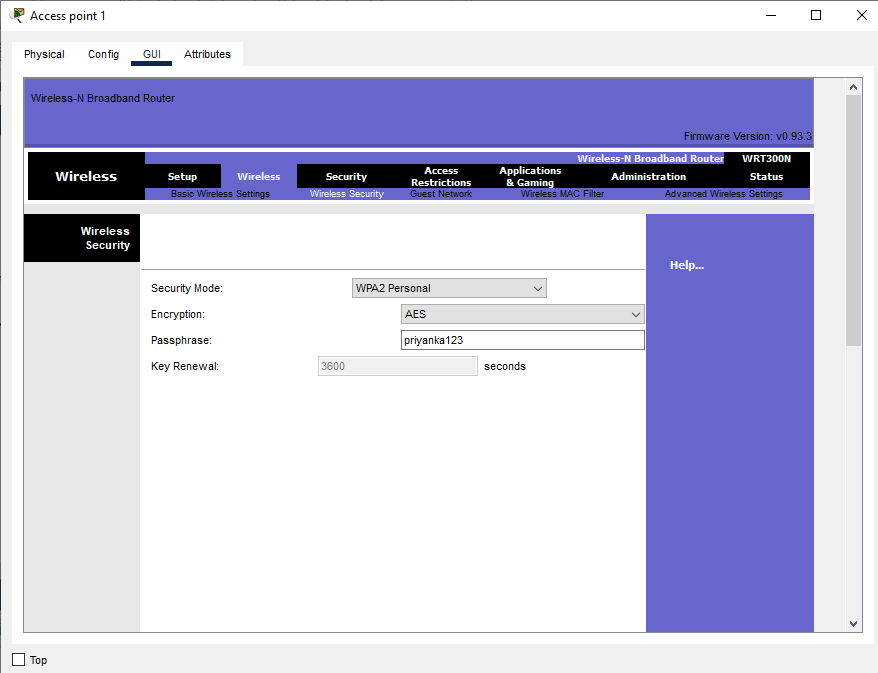 Access point 1
Physical Config GUI Attributes
Wireless-N Broadband Router
Firmware Version: v0.93.3
Wireless-N Broadband Router WRT300N
Wireless
Setup Wireless Security Access Restrictions Applications & Gaming Administration Status
Basic Wireless Settings Wireless Security Guest Network Wireless MAC Filter Advanced Wireless Settings
Wireless
Security
Help...
Security Mode: WPA2 Personal
Encryption: AES
Passphrase: priyanka123
Key Renewal: 3600 seconds
Top